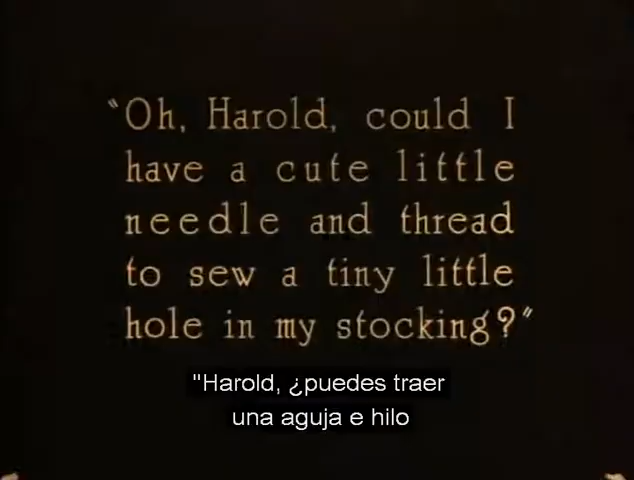 "Oh, Harold, could I
have a cute little
needle and thread
to sew a tiny little
hole in my stocking?"
"Harold, ¿puedes traer
una aguja e hilo